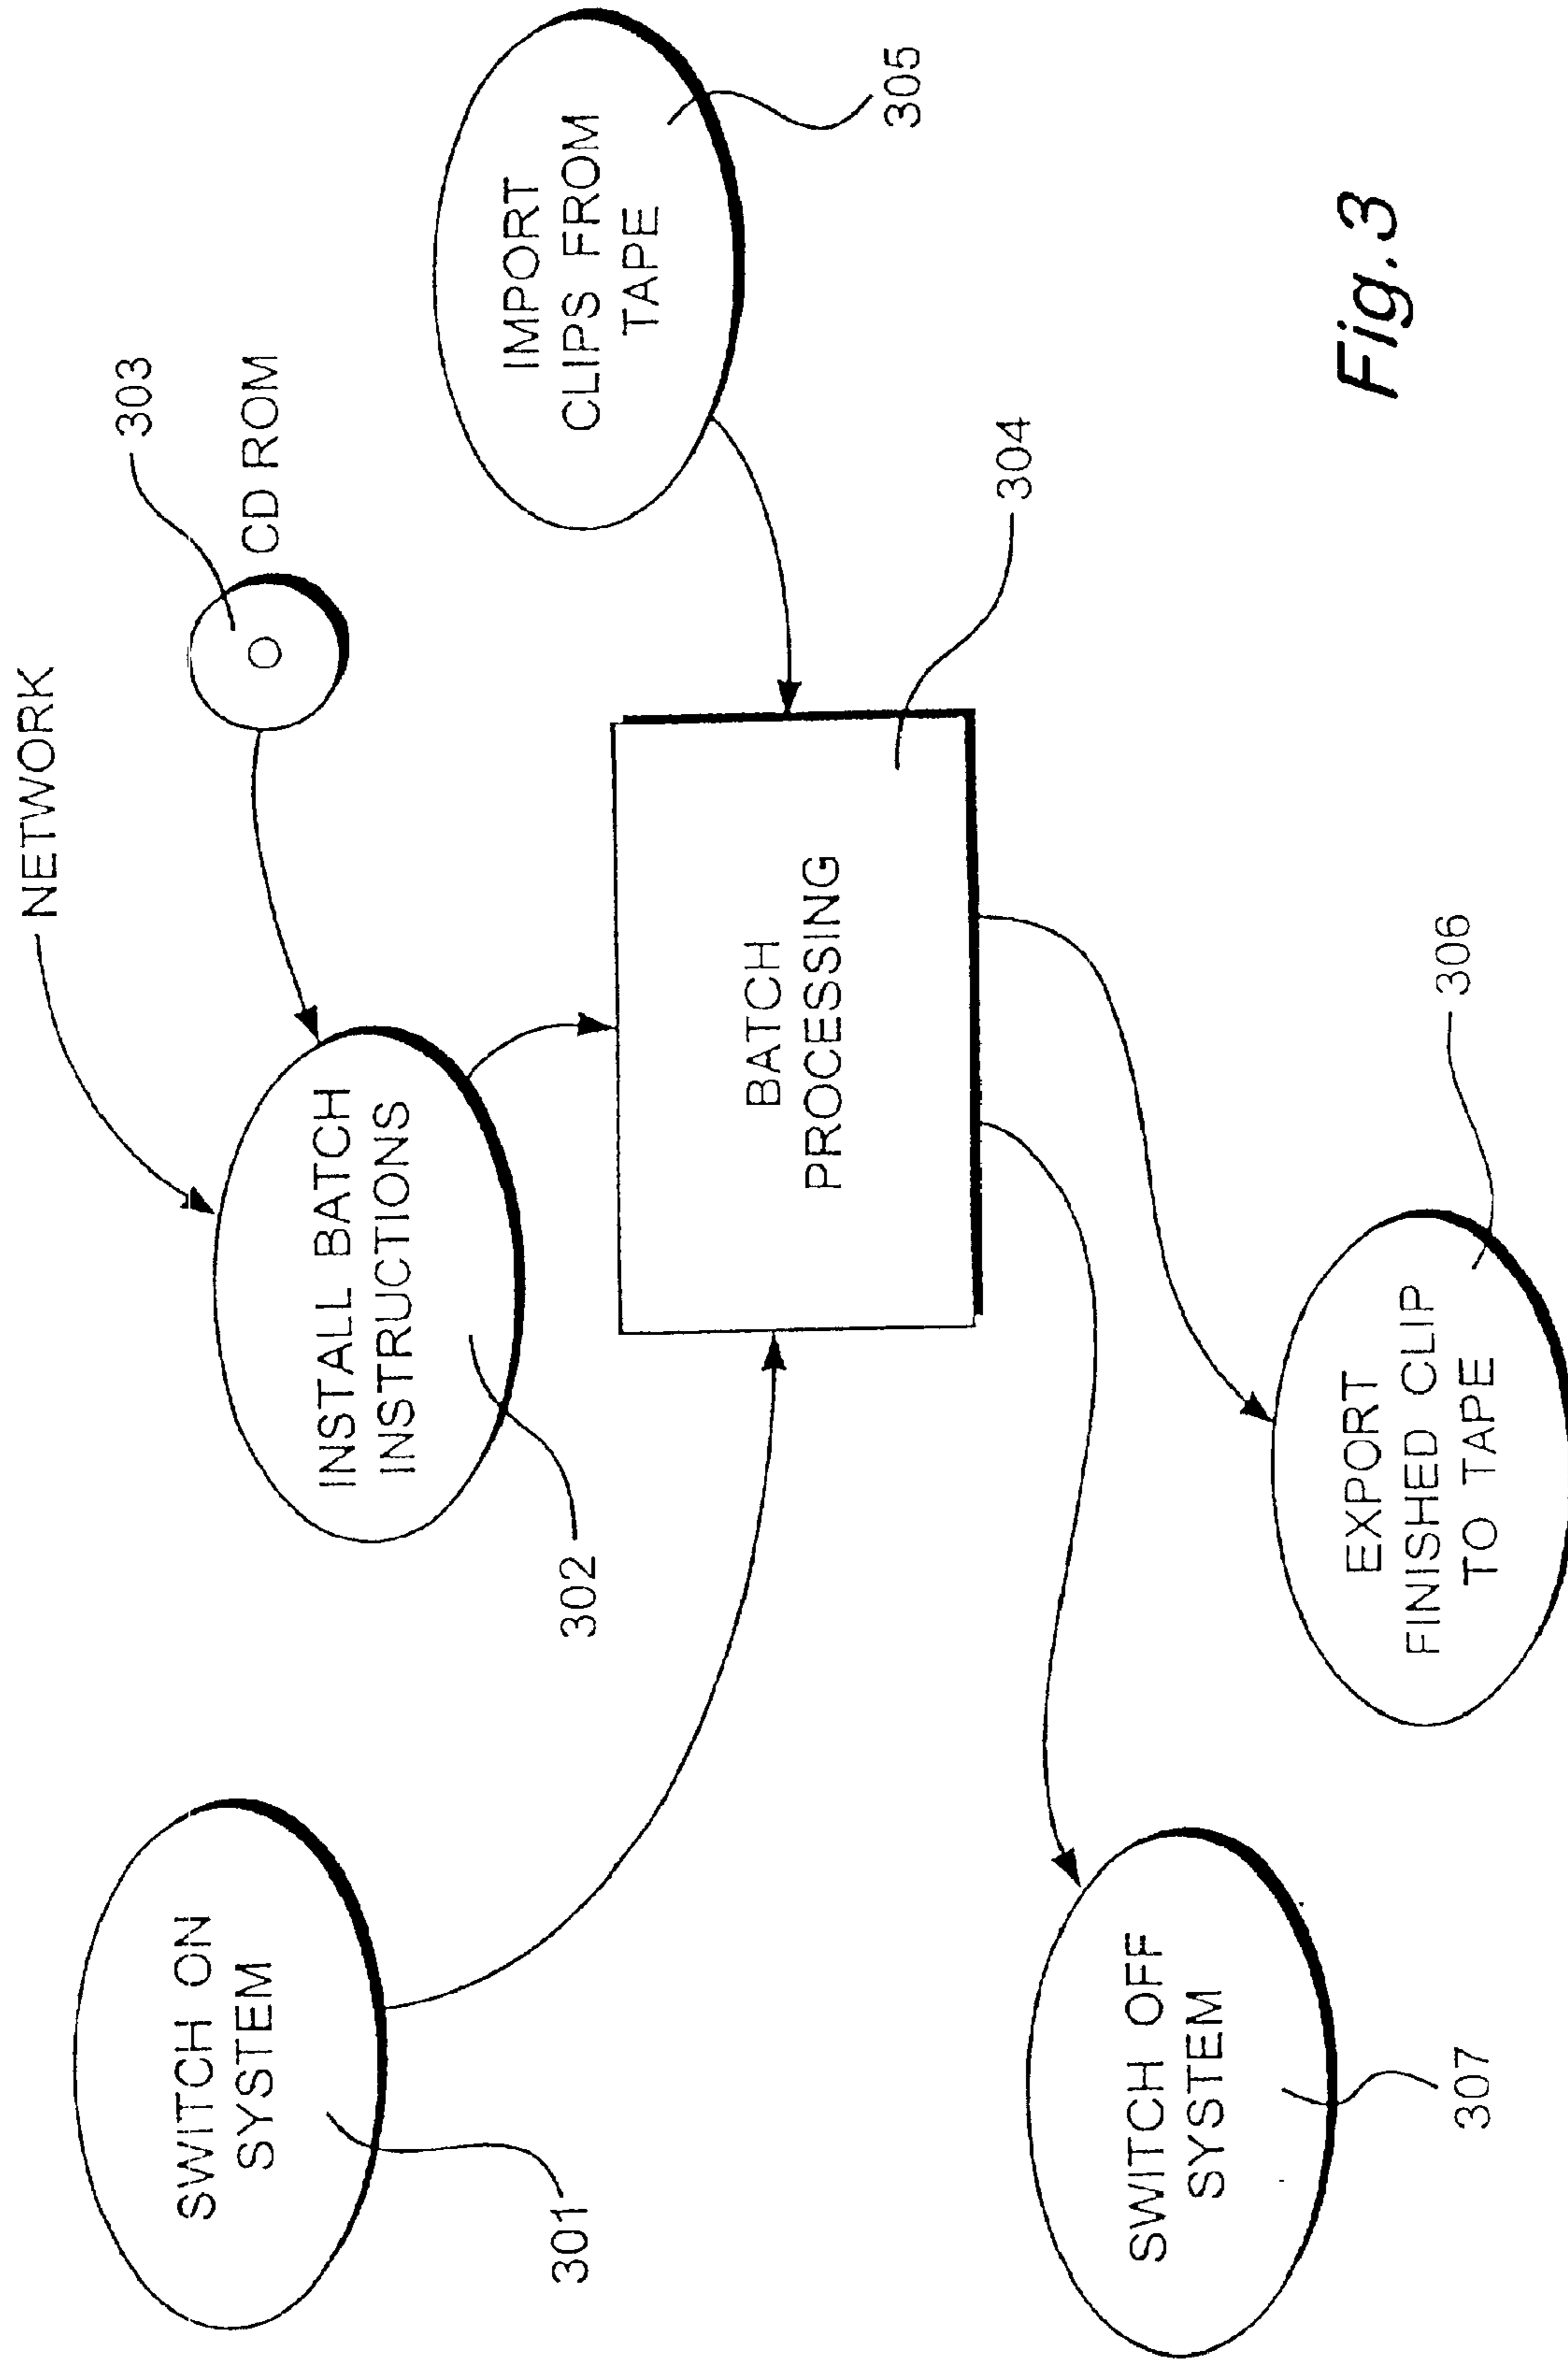 NETWORK
303
CD ROM
SWITCH ON
SYSTEM
301
INSTALL BATCH
INSTRUCTIONS
302
IMPORT
CLIPS FROM
TAPE
305
BATCH
PROCESSING
304
SWITCH OFF
SYSTEM
307
EXPORT
FINISHED CLIP
TO TAPE
306
Fig.3